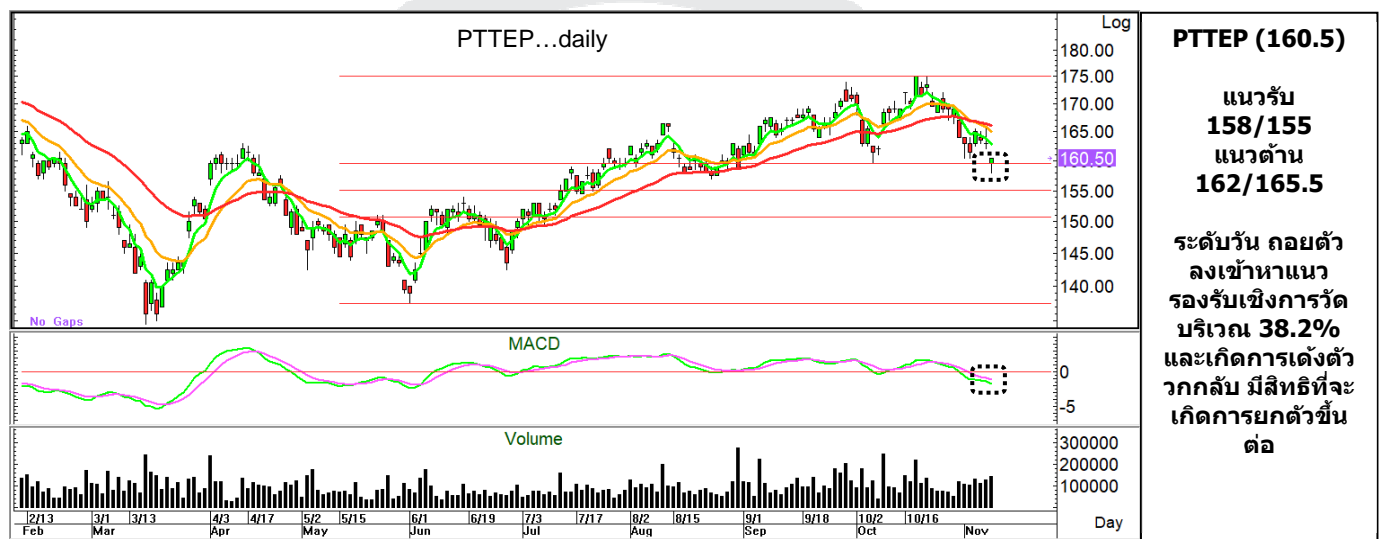 PTTEP...daily
Log
180.00
175.00
170.00
165.00
160.50
155.00
150.00
145.00
140.00
No Gaps
MACD
0
-5
Volume
300000
200000
100000
2/13 3/1 3/13 4/3 4/17 5/2 5/15 6/1 6/19 7/3 7/17 8/2 8/15 9/1 9/18 10/2 10/16
Feb Mar Apr May Jun Jul Aug Sep Oct Nov
Day
PTTEP (160.5)
แนวรับ
158/155
แนวต้าน
162/165.5
ระดับวัน ถอยตัว
ลงเข้าหาแนว
รองรับเชิงการวัด
บริเวณ 38.2%
และเกิดการเด้งตัว
วกกลับ มีสิทธิที่จะ
เกิดการยกตัวขึ้น
ต่อ